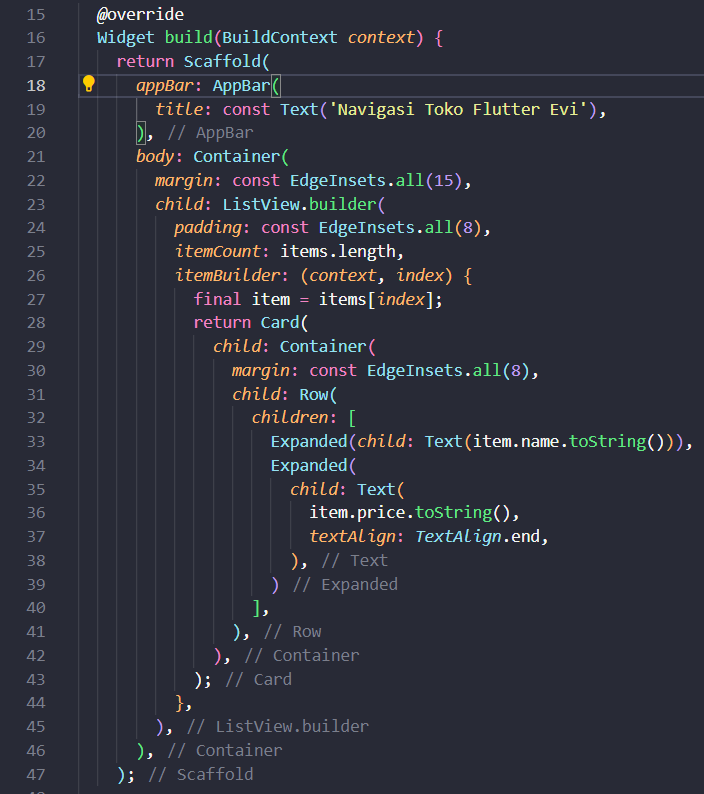 15 @override
16 Widget build(BuildContext context) {
17 return Scaffold(
18 appBar: AppBar(
19 title: const Text('Navigasi Toko Flutter Evi'),
20 ), // AppBar
21 body: Container(
22 margin: const EdgeInsets.all(15),
23 child: ListView.builder(
24 padding: const EdgeInsets.all(8),
25 itemCount: items.length,
26 itemBuilder: (context, index) {
27 final item = items[index];
28 return Card(
29 child: Container(
30 margin: const EdgeInsets.all(8),
31 child: Row(
32 children: [
33 Expanded(child: Text(item.name.toString())),
34 Expanded(
35 child: Text(
36 item.price.toString(),
37 textAlign: TextAlign.end,
38 ), // Text
39 ) // Expanded
40 ],
41 ), // Row
42 ), // Container
43 ); // Card
44 },
45 ), // ListView.builder
46 ), // Container
47 ); // Scaffold